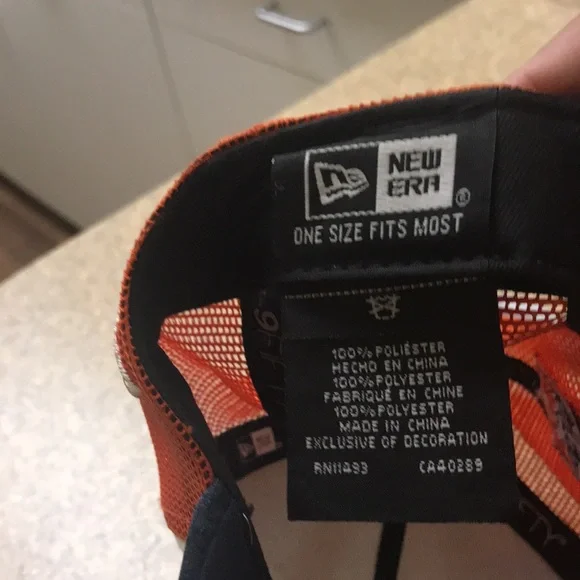 NEW
ERA
®
ONE SIZE FITS MOST
100% POLIÉSTER
HECHO EN CHINA
100% POLYESTER
FABRIQUÉ EN CHINE
100% POLYESTER
MADE IN CHINA
EXCLUSIVE OF DECORATION
RN11493 CA40289